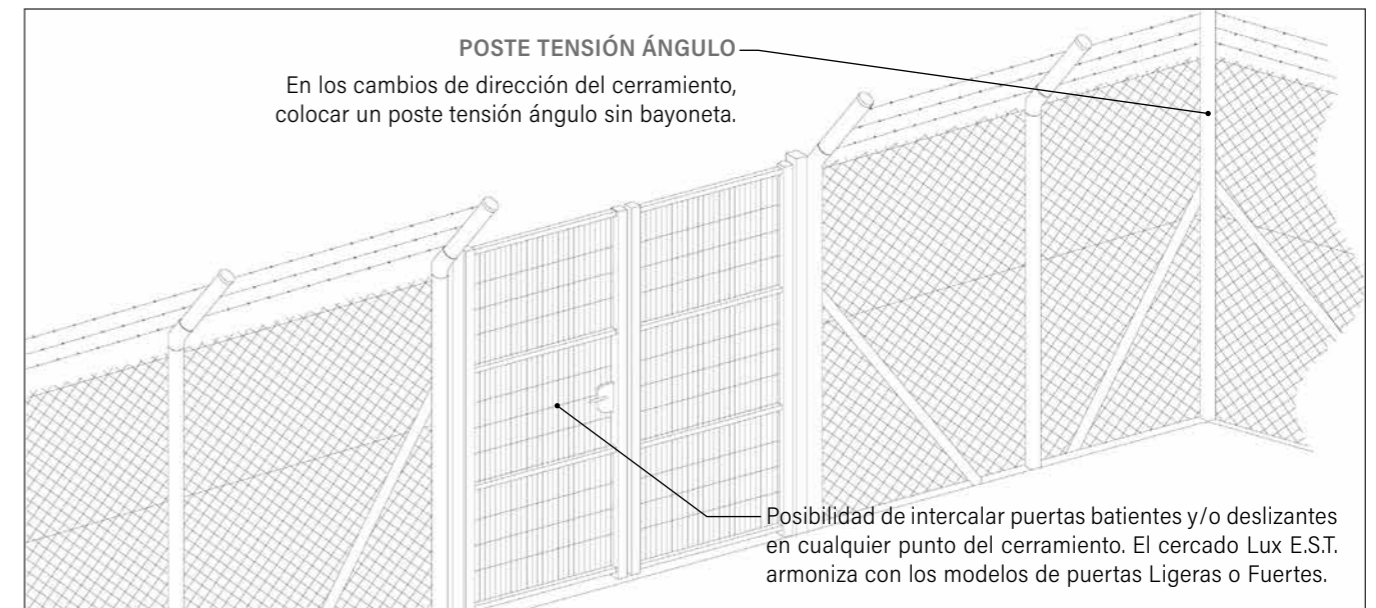 POSTE TENSIÓN ÁNGULO
En los cambios de dirección del cerramiento,
colocar un poste tensión ángulo sin bayoneta.
Posibilidad de intercalar puertas batientes y/o deslizantes
en cualquier punto del cerramiento. El cercado Lux E.S.T.
armoniza con los modelos de puertas Ligeras o Fuertes.